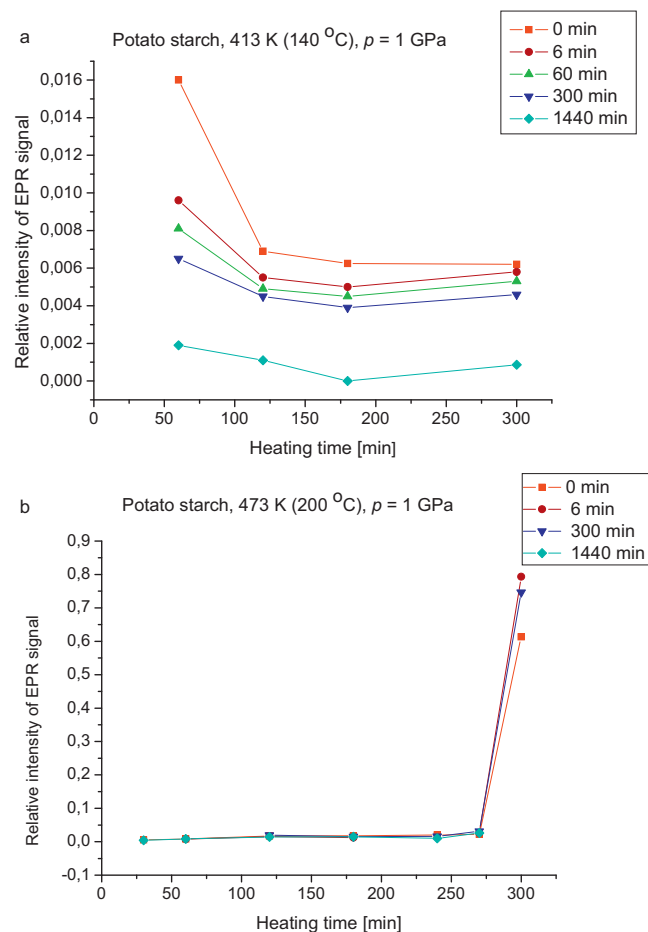 a
Potato starch, 413 K (140 °C), p = 1 GPa
0 min
6 min
60 min
300 min
1440 min
0,016
0,014
0,012
0,010
0,008
0,006
0,004
0,002
0,000
Relative intensity of EPR signal
0
50
100
150
200
250
300
Heating time [min]
b
Potato starch, 473 K (200 °C), p = 1 GPa
0 min
6 min
300 min
1440 min
0,9
0,8
0,7
0,6
0,5
0,4
0,3
0,2
0,1
0,0
-0,1
Relative intensity of EPR signal
0
50
100
150
200
250
300
Heating time [min]